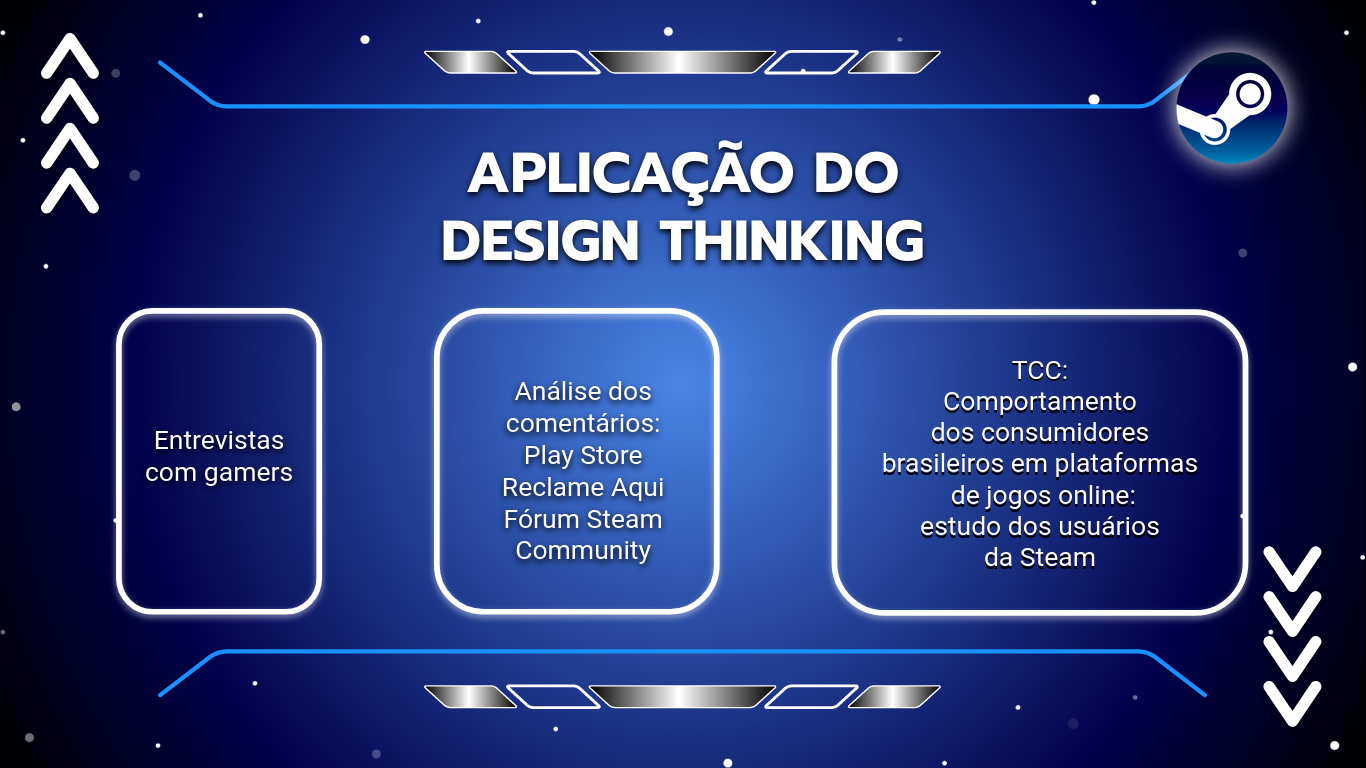 APLICAÇÃO DO
DESIGN THINKING
Entrevistas
com gamers
Análise dos
comentários:
Play Store
Reclame Aqui
Fórum Steam
Community
TCC:
Comportamento
dos consumidores
brasileiros em plataformas
de jogos online:
estudo dos usuários
da Steam